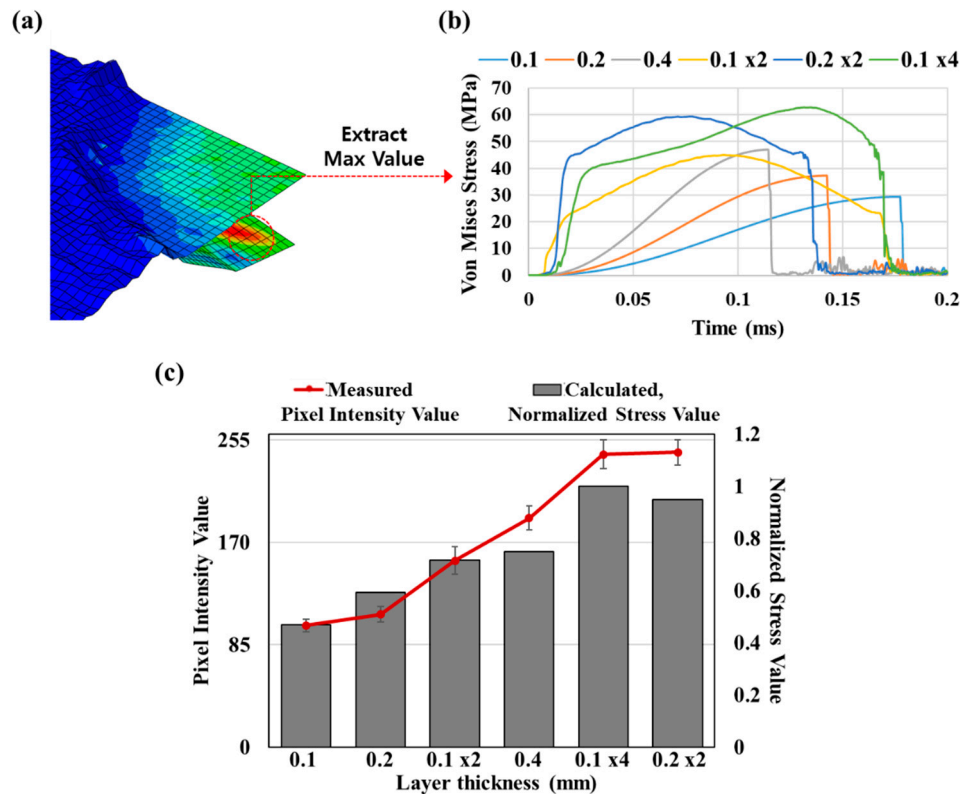 (a)
Extract
Max Value
(b)
0.1 0.2 0.4 0.1 x2 0.2 x2 0.1 x4
Von Mises Stress (MPa)
70
60
50
40
30
20
10
0
0 0.05 0.1 0.15 0.2
Time (ms)
(c)
Measured
Pixel Intensity Value
Calculated,
Normalized Stress Value
Pixel Intensity Value
255
170
85
0
1.2
1
0.8
0.6
0.4
0.2
0
Normalized Stress Value
0.1 0.2 0.1 x2 0.4 0.1 x4 0.2 x2
Layer thickness (mm)